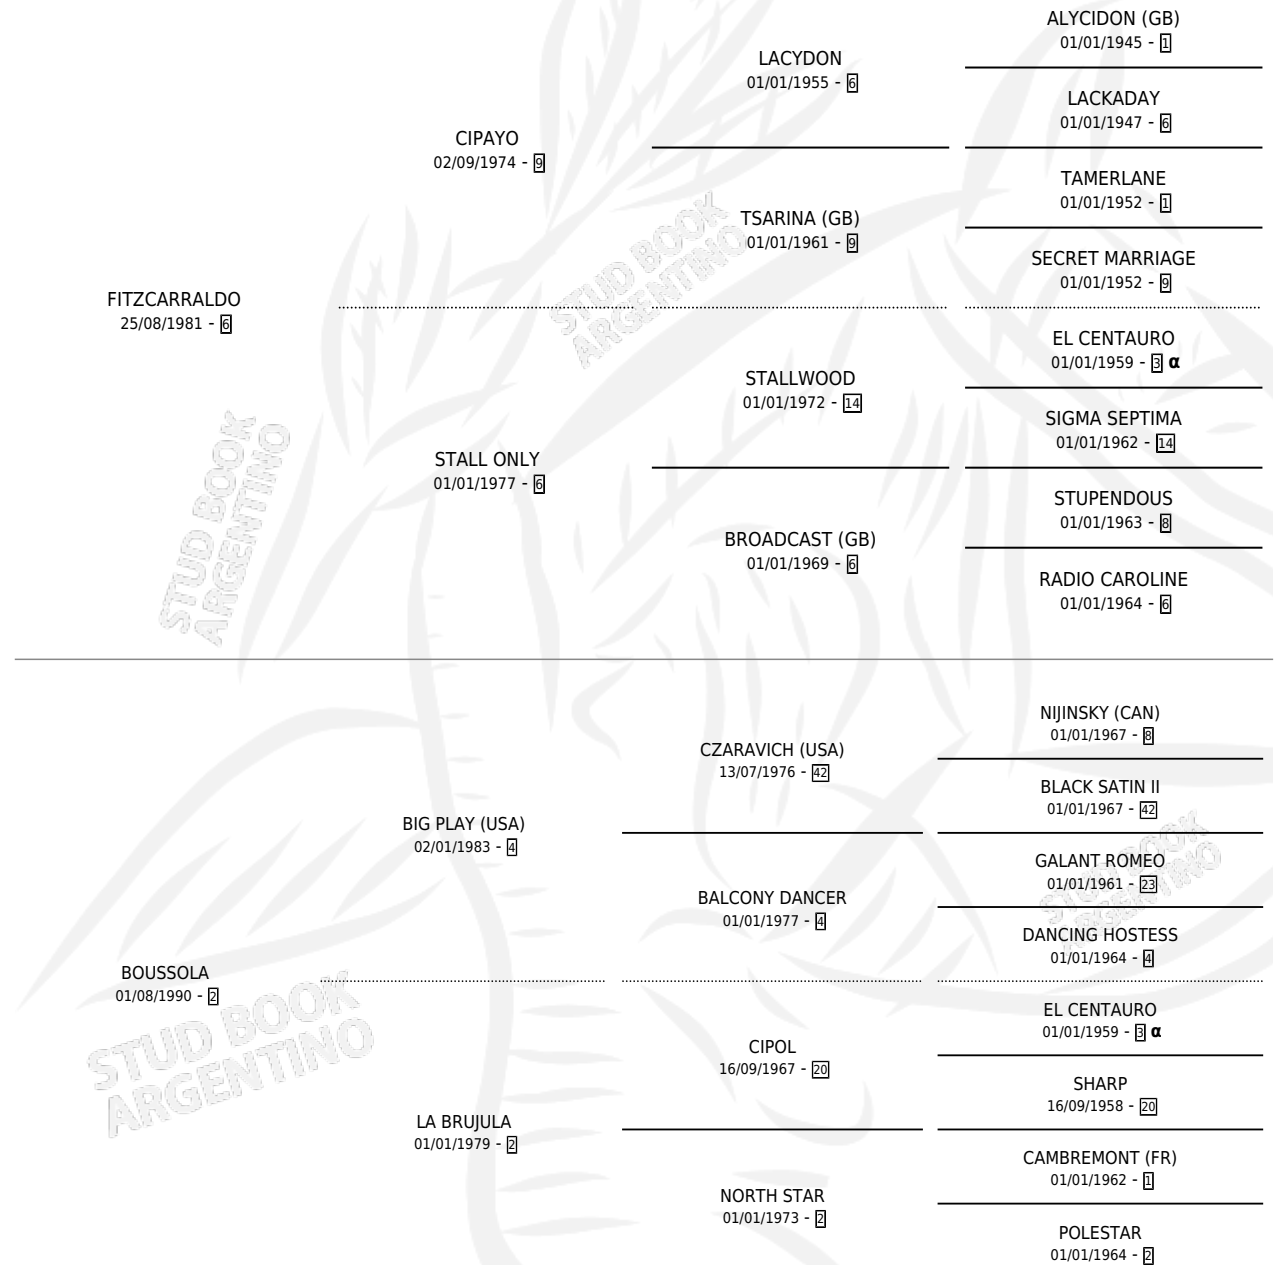 ALYCIDON (GB)
01/01/1945 - 1
LACYDON
01/01/1955 - 6
LACKADAY
01/01/1947 - 6
CIPAYO
02/09/1974 - 9
TAMERLANE
01/01/1952 - 1
TSARINA (GB)
01/01/1961 - 9
SECRET MARRIAGE
01/01/1952 - 9
FITZCARRALDO
25/08/1981 - 6
EL CENTAURO
01/01/1959 - 3 α
STALLWOOD
01/01/1972 - 14
SIGMA SEPTIMA
01/01/1962 - 14
STALL ONLY
01/01/1977 - 6
STUPENDOUS
01/01/1963 - 8
BROADCAST (GB)
01/01/1969 - 6
RADIO CAROLINE
01/01/1964 - 6
NIJINSKY (CAN)
01/01/1967 - 8
CZARAVICH (USA)
13/07/1976 - 42
BLACK SATIN II
01/01/1967 - 42
BIG PLAY (USA)
02/01/1983 - 4
GALANT ROMEO
01/01/1961 - 23
BALCONY DANCER
01/01/1977 - 4
DANCING HOSTESS
01/01/1964 - 4
BOUSSOLA
01/08/1990 - 2
EL CENTAURO
01/01/1959 - 3 α
CIPOL
16/09/1967 - 20
SHARP
16/09/1958 - 20
LA BRUJULA
01/01/1979 - 2
CAMBREMONT (FR)
01/01/1962 - 1
NORTH STAR
01/01/1973 - 2
POLESTAR
01/01/1964 - 2
STUD BOOK
ARGENTINO
STUD BOOK
ARGENTINO
STUD BOOK
ARGENTINO
STUD BOOK
ARGENTINO